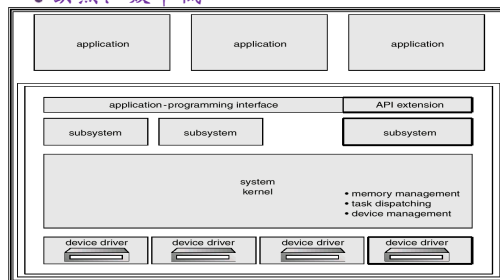 application application application
application-programming interface API extension
subsystem subsystem subsystem
system
kernel
• memory management
• task dispatching
• device management
device driver device driver device driver device driver